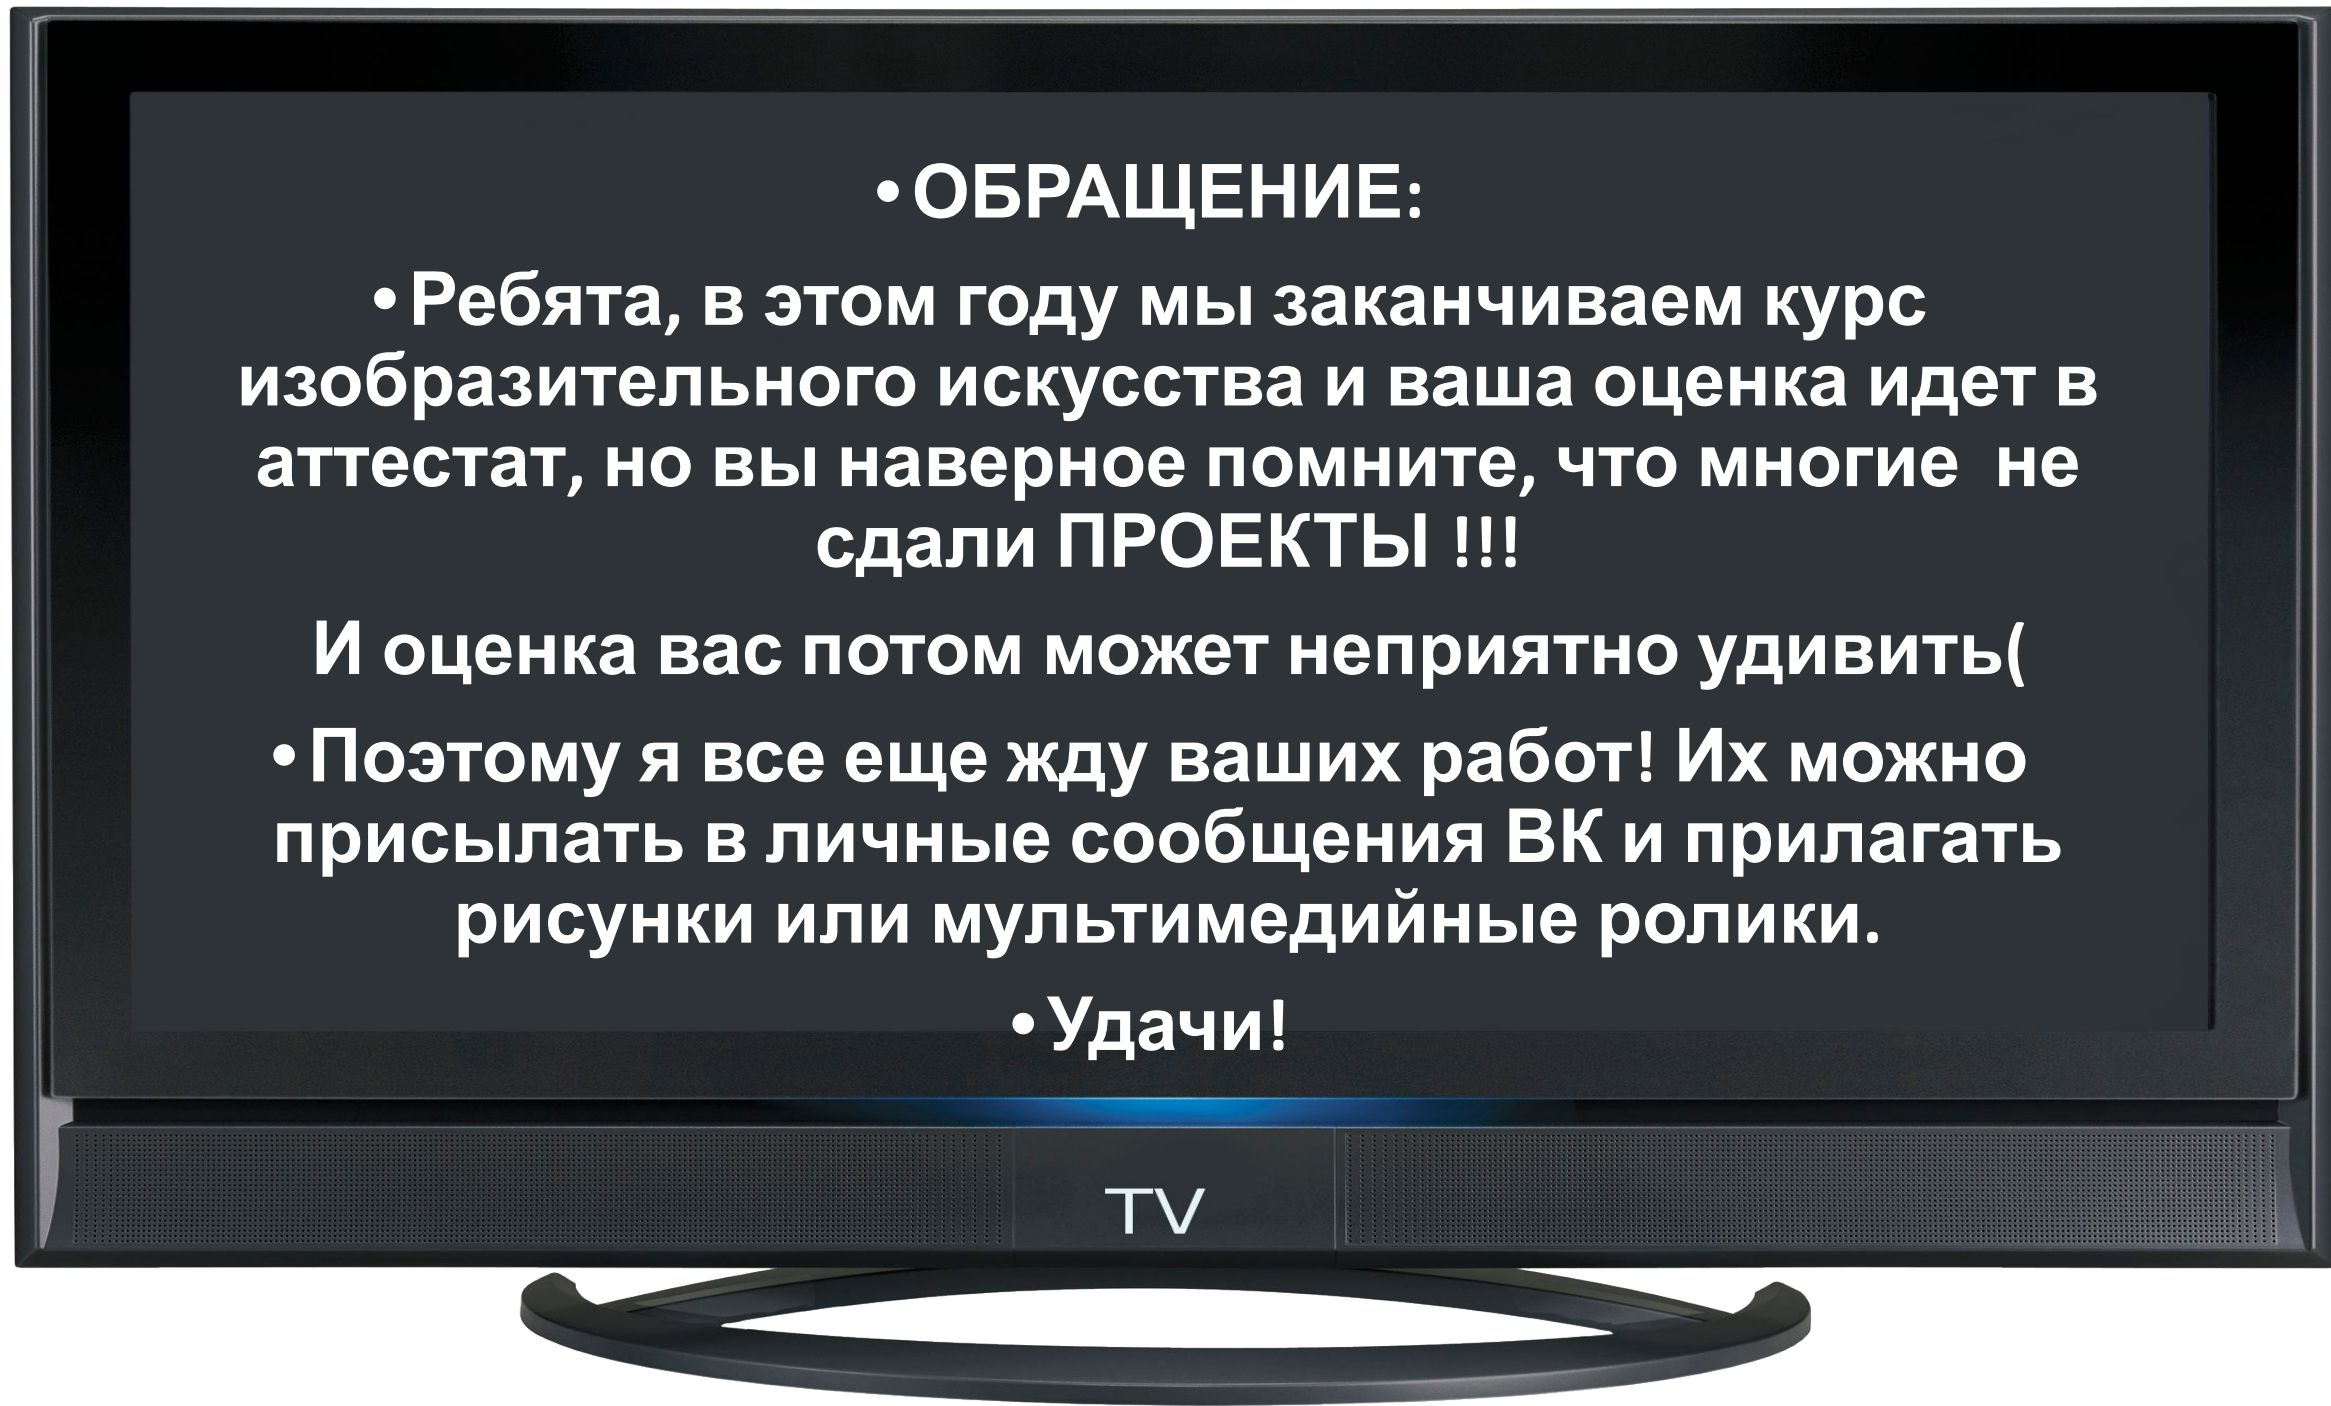 •ОБРАЩЕНИЕ:
•Ребята, в этом году мы заканчиваем курс
изобразительного искусства и ваша оценка идет в
аттестат, но вы наверное помните, что многие  не
сдали ПРОЕКТЫ !!!
И оценка вас потом может неприятно удивить(
•Поэтому я все еще жду ваших работ! Их можно
присылать в личные сообщения ВК и прилагать
рисунки или мультимедийные ролики.
•Удачи!
TV